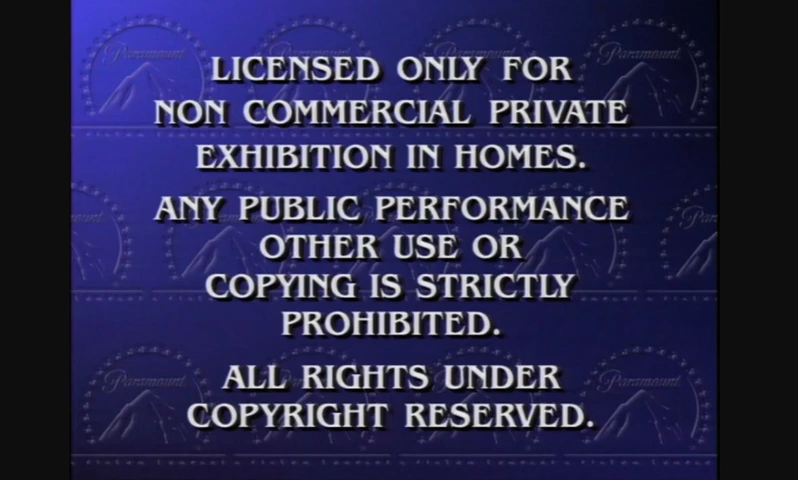 LICENSED ONLY FOR
NON COMMERCIAL PRIVATE
EXHIBITION IN HOMES.
ANY PUBLIC PERFORMANCE
OTHER USE OR
COPYING IS STRICTLY
PROHIBITED.
ALL RIGHTS UNDER
COPYRIGHT RESERVED.
Paramount